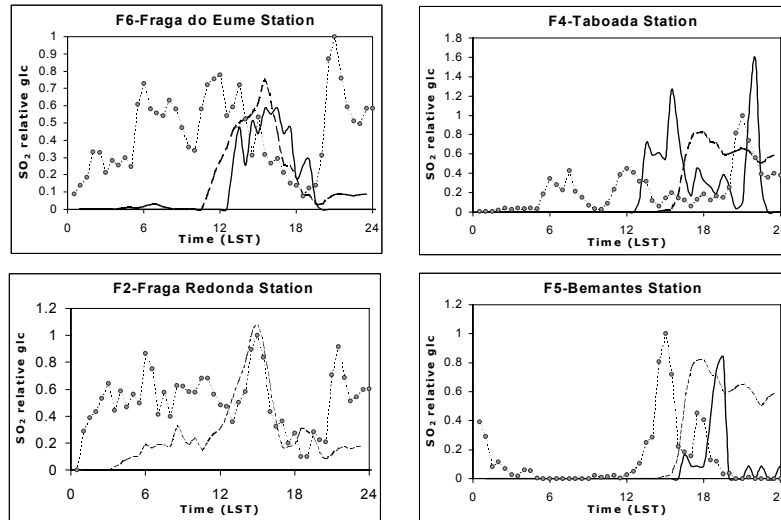 F6-Fraga do Eume Station
SO2 relative glc
1
0.9
0.8
0.7
0.6
0.5
0.4
0.3
0.2
0.1
0
0 6 12 18 24
Time (LST)
F4-Taboada Station
SO2 relative glc
1.8
1.6
1.4
1.2
1
0.8
0.6
0.4
0.2
0
0 6 12 18 24
Time (LST)
F2-Fraga Redonda Station
SO2 relative glc
1.2
1
0.8
0.6
0.4
0.2
0
0 6 12 18 24
Time (LST)
F5-Bemantes Station
SO2 relative glc
1.2
1
0.8
0.6
0.4
0.2
0
0 6 12 18 24
Time (LST)